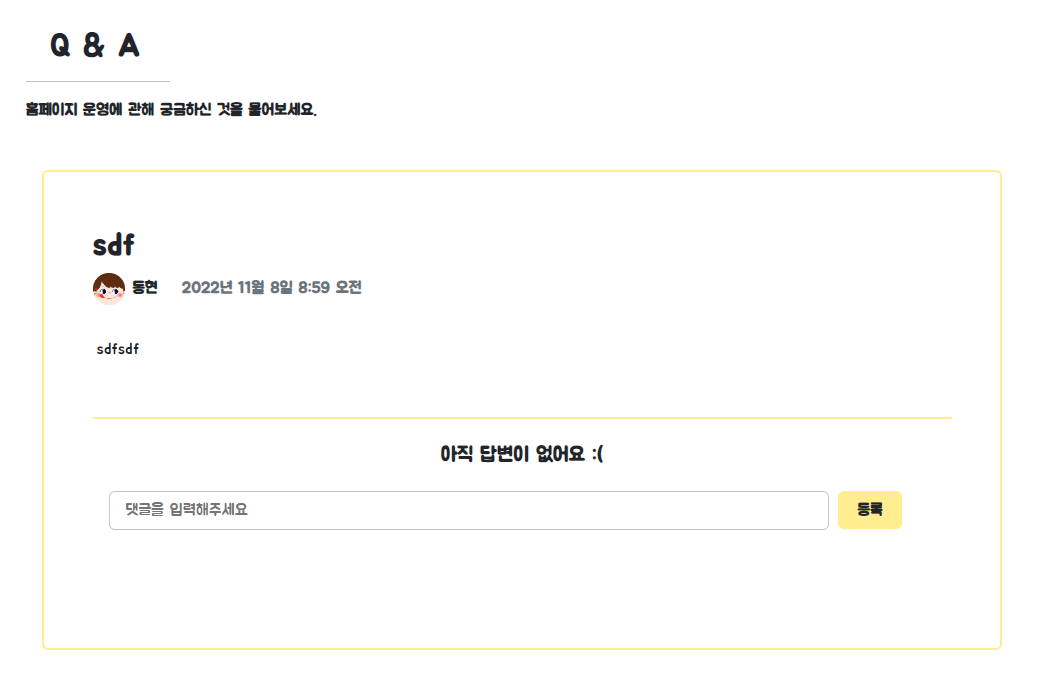 Q & A
홈페이지 운영에 관해 궁금하신 것을 물어보세요.
sdf
동현 2022년 11월 8일 8:59 오전
sdfsdf
아직 답변이 없어요 :(
댓글을 입력해주세요 등록